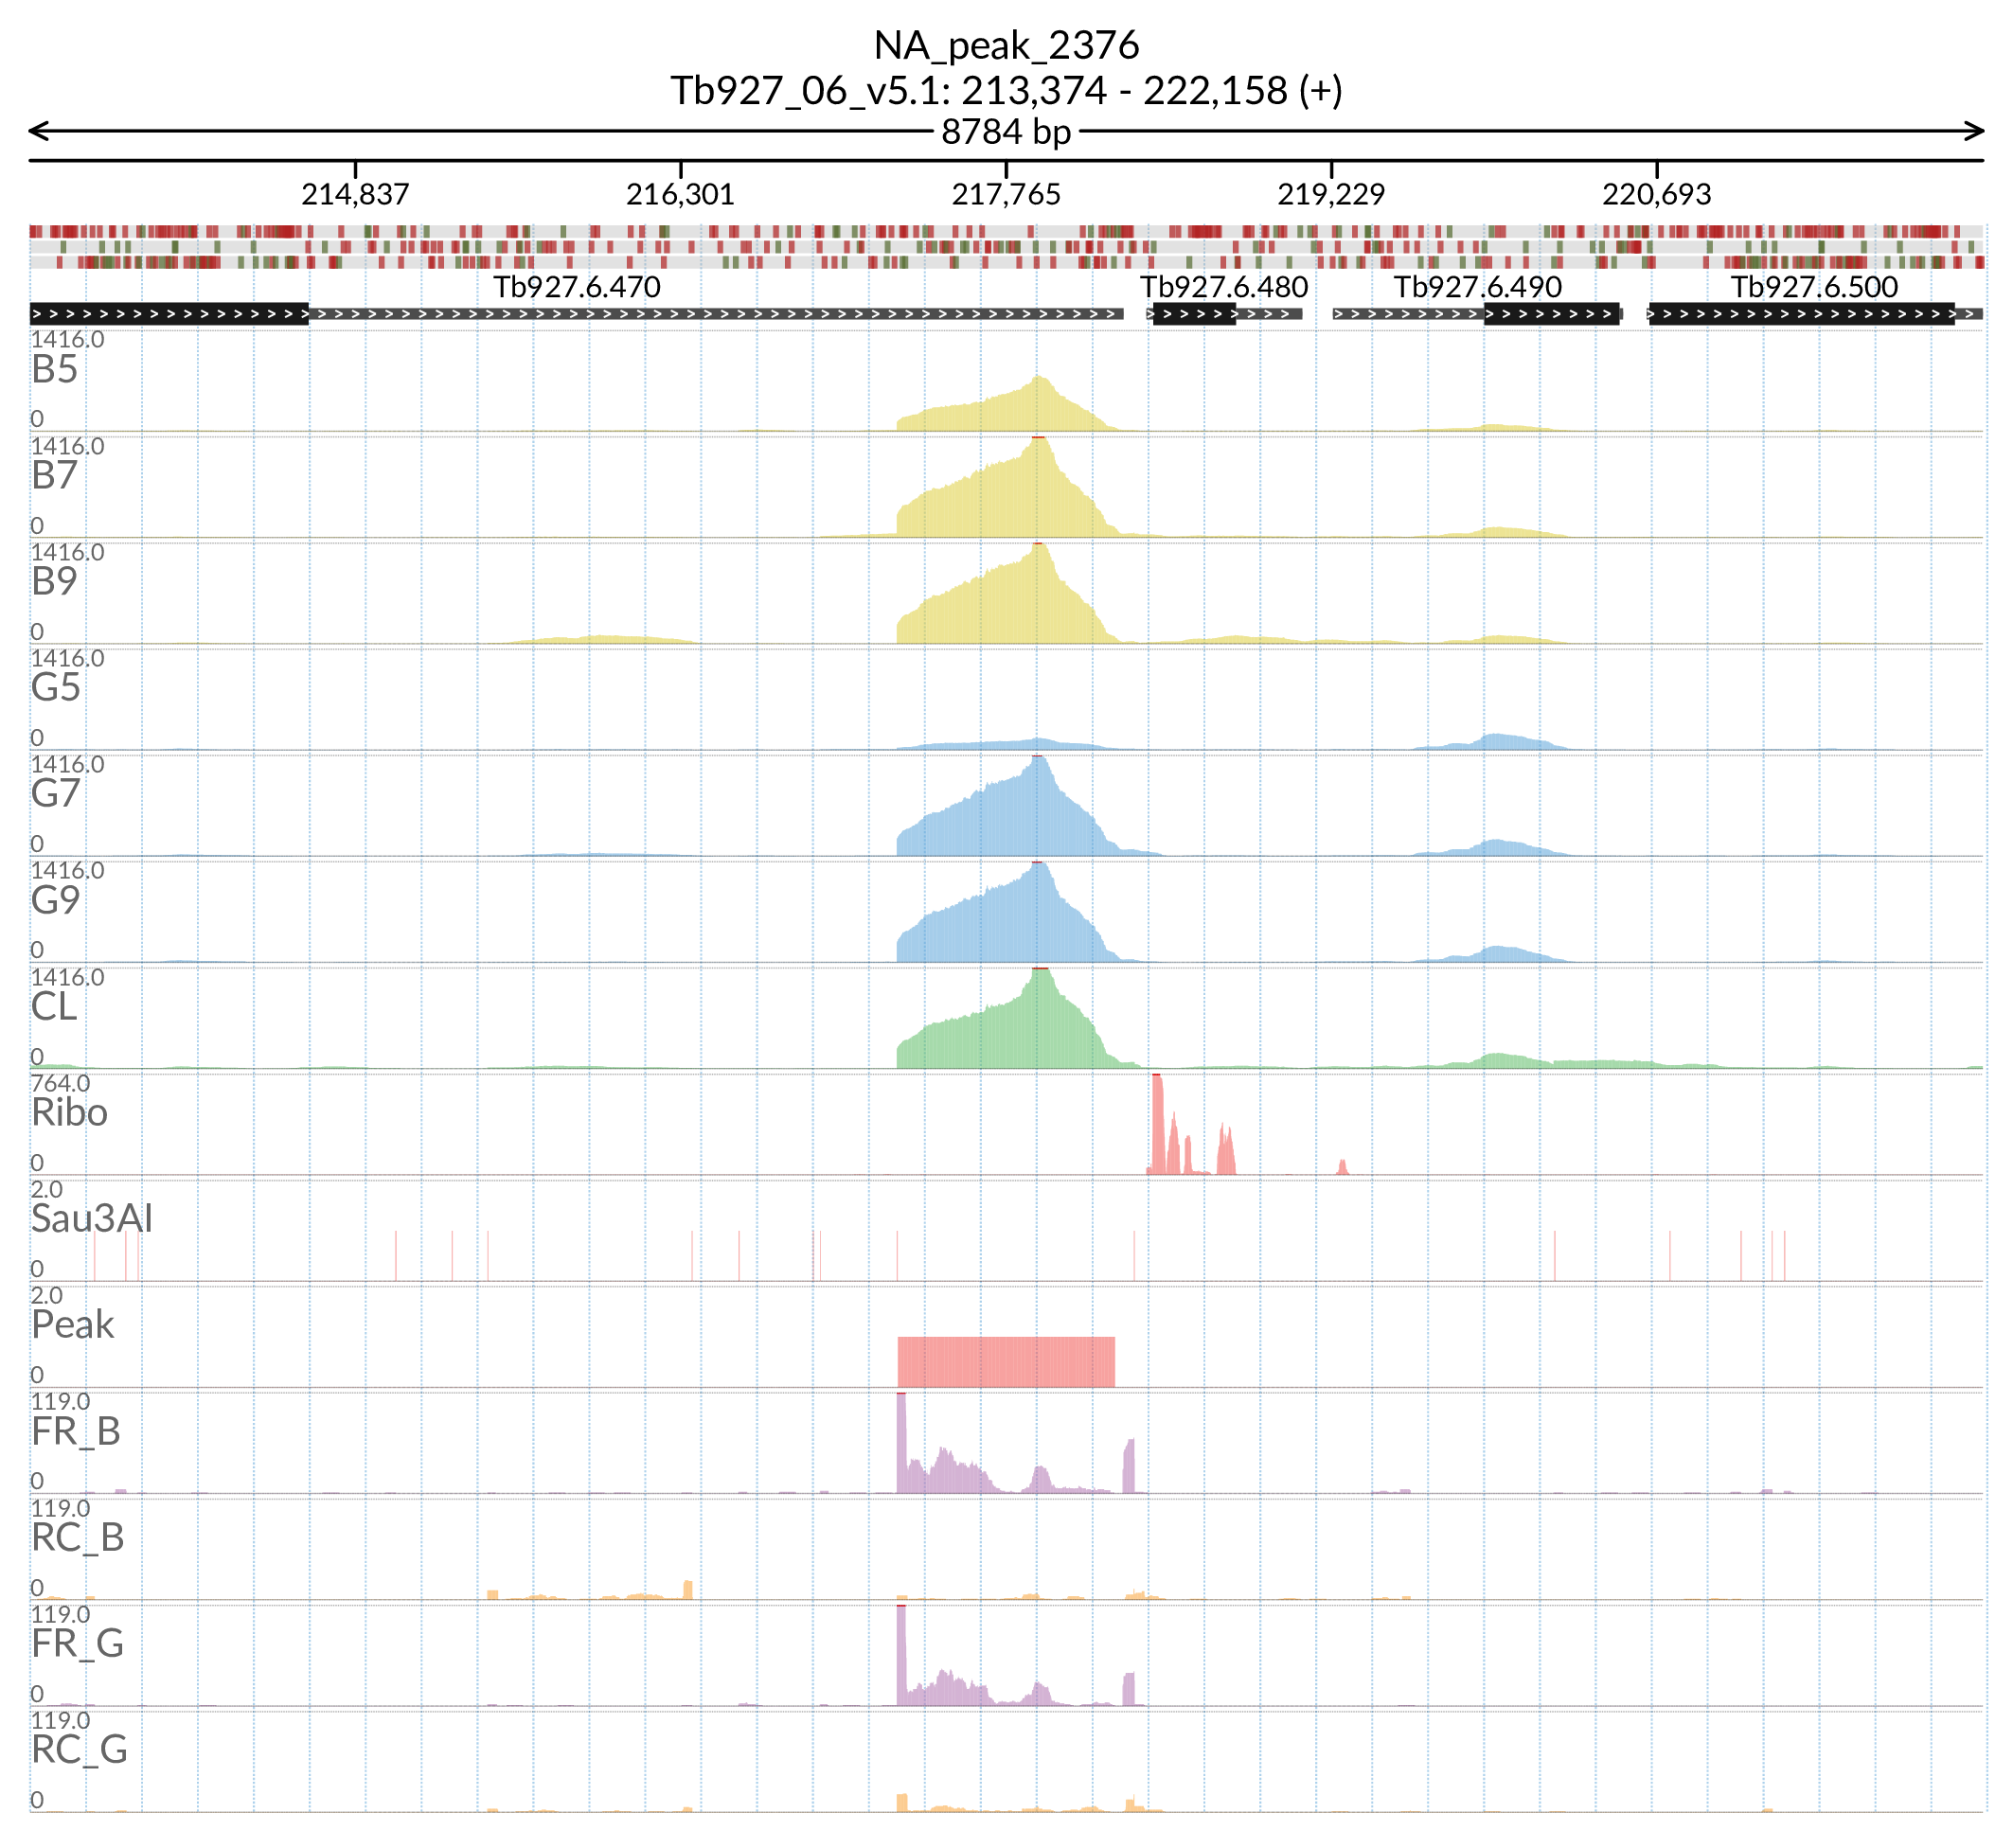 NA_peak_2376
Tb927_06_v5.1: 213,374 - 222,158 (+)
8784 bp
214,837 216,301 217,765 219,229 220,693
Tb927.6.470 Tb927.6.480 Tb927.6.490 Tb927.6.500
1416.0
B5
0
1416.0
B7
0
1416.0
B9
0
1416.0
G5
0
1416.0
G7
0
1416.0
G9
0
1416.0
CL
0
764.0
Ribo
0
2.0
Sau3AI
0
2.0
Peak
0
119.0
FR_B
0
119.0
RC_B
0
119.0
FR_G
0
119.0
RC_G
0